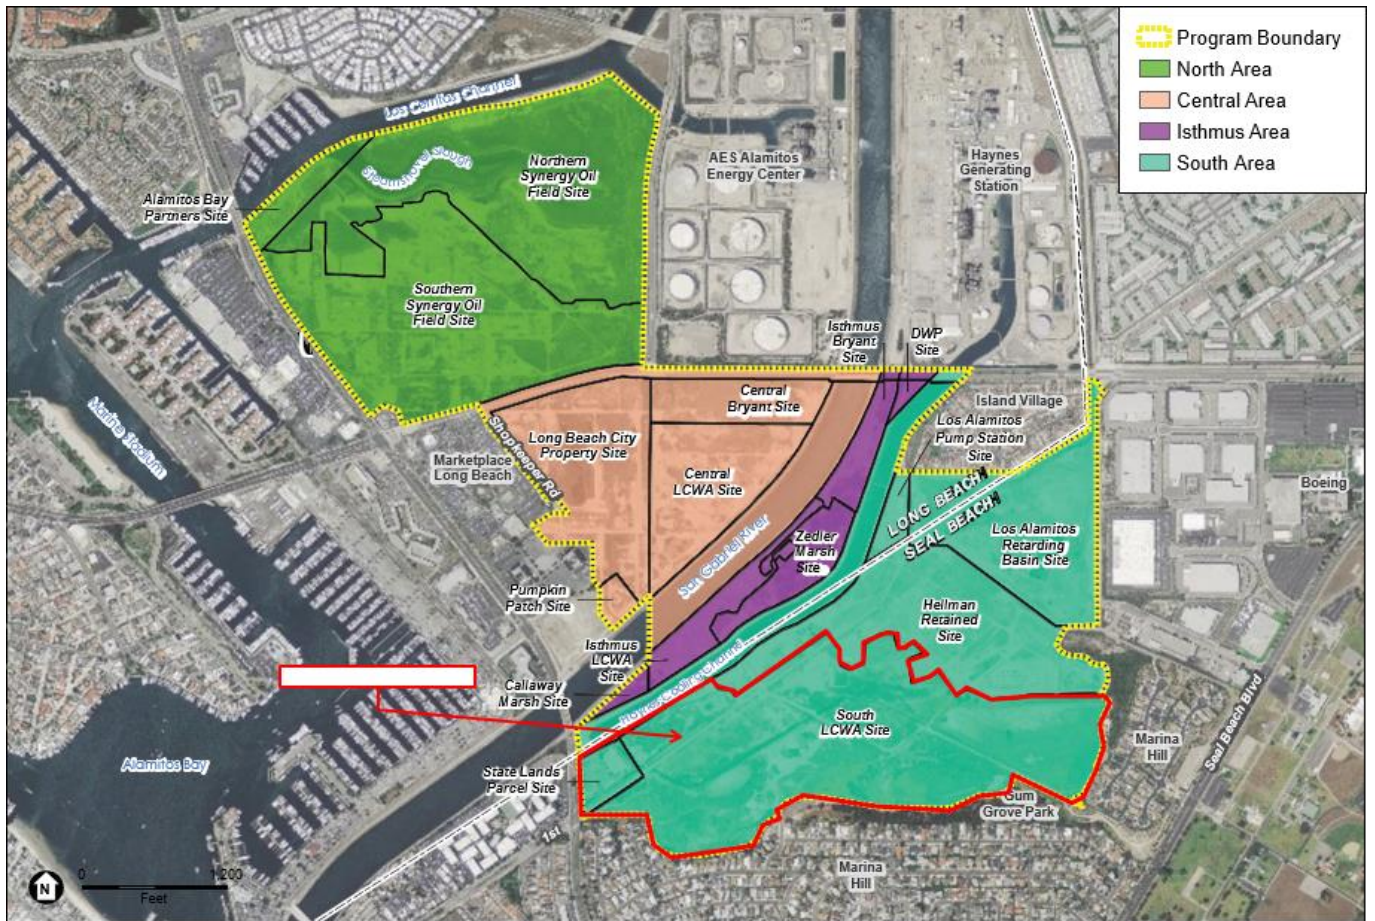 Program Boundary
North Area
Central Area
Isthmus Area
South Area
Los Cerritos Channel
Steamshovel Slough
Northern
Synergy Oil
Field Site
AES Alamitos
Energy Center
Haynes
Generating
Station
Alamitos Bay
Partners Site
Southern
Synergy Oil
Field Site
Isthmus
Bryant
Site
DWP
Site
Marine Stadium
Central
Bryant Site
Island Village
Los Alamitos
Pump Station
Site
Shopkeeper Rd
Long Beach City
Property Site
Marketplace
Long Beach
Central
LCWA Site
Boeing
LONG BEACH
SEAL BEACH
Los Alamitos
Retarding
Basin Site
Zedler
Marsh
Site
San Gabriel River
Pumpkin
Patch Site
Hellman
Retained
Site
Isthmus
LCWA
Site
Callaway
Marsh Site
Haynes Cooling Channel
South
LCWA Site
Marina
Hill
Seal Beach Blvd
Alamitos Bay
State Lands
Parcel Site
Gum
Grove Park
1st
Marina
Hill
N
0 1,200
Feet